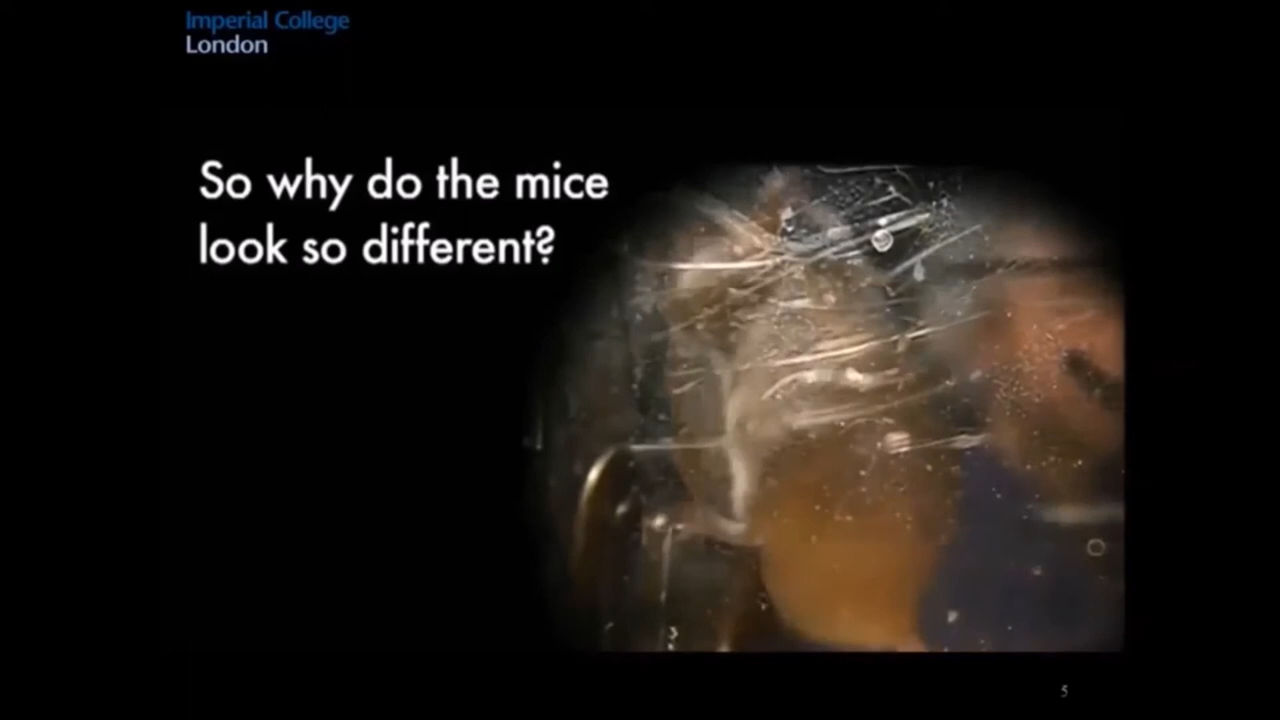 Imperial College
London
So why do the mice
look so different?
5